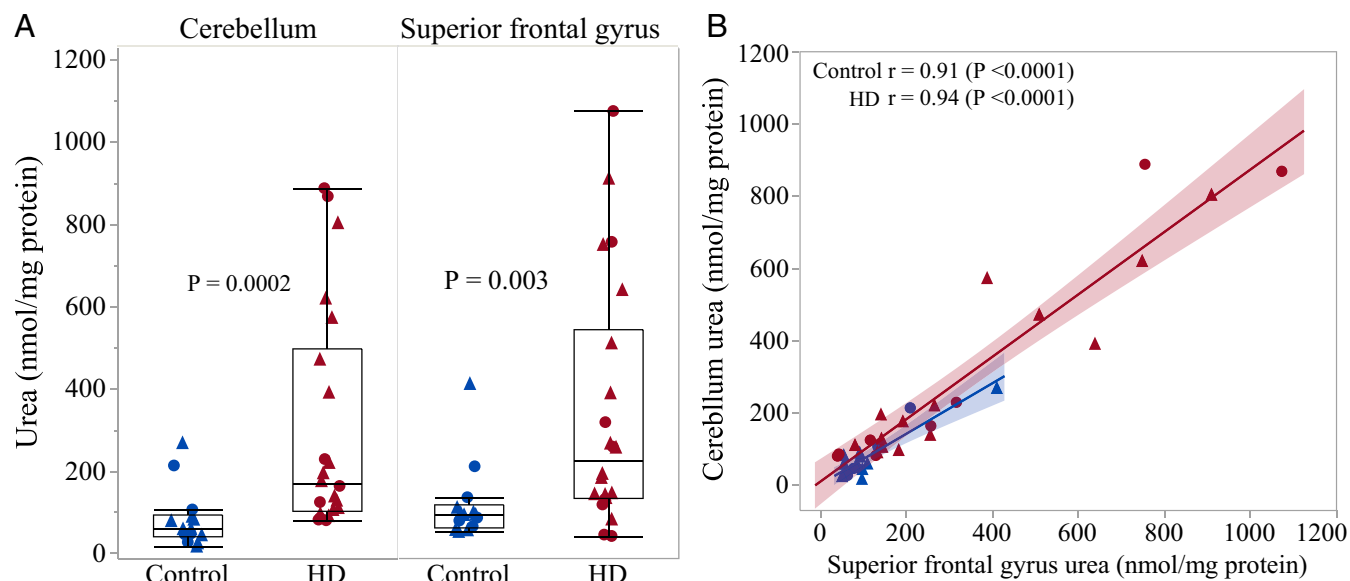 A
Cerebellum
Superior frontal gyrus
Urea (nmol/mg protein)
1200
1000
800
600
400
200
0
P = 0.0002
P = 0.003
Control
HD
Control
HD
B
Cerebllum urea (nmol/mg protein)
1200
1000
800
600
400
200
0
Control r = 0.91 (P <0.0001)
HD r = 0.94 (P <0.0001)
0
200
400
600
800
1000
1200
Superior frontal gyrus urea (nmol/mg protein)